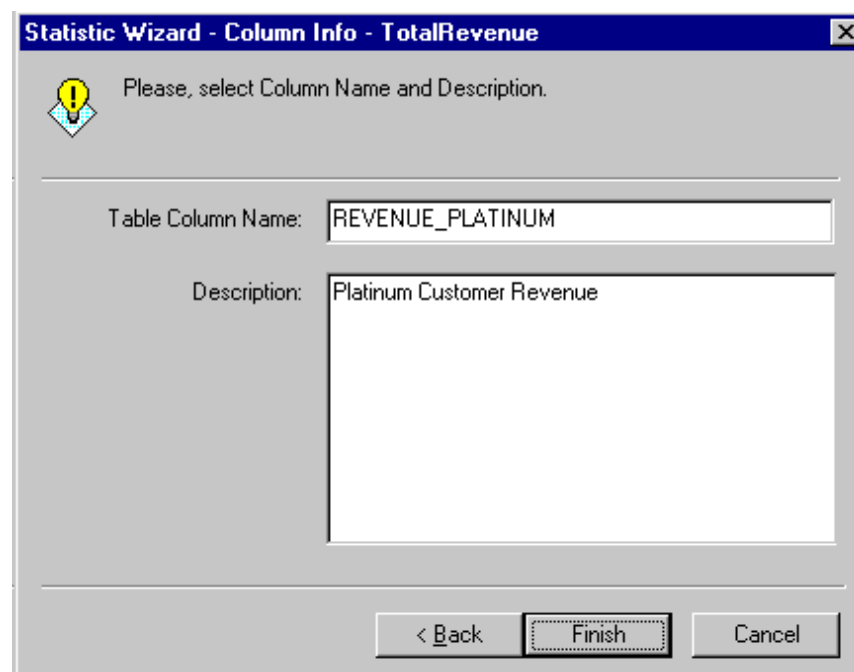 Statistic Wizard - Column Info - TotalRevenue
Please, select Column Name and Description.
Table Column Name: REVENUE_PLATINUM
Description: Platinum Customer Revenue
< Back Finish Cancel